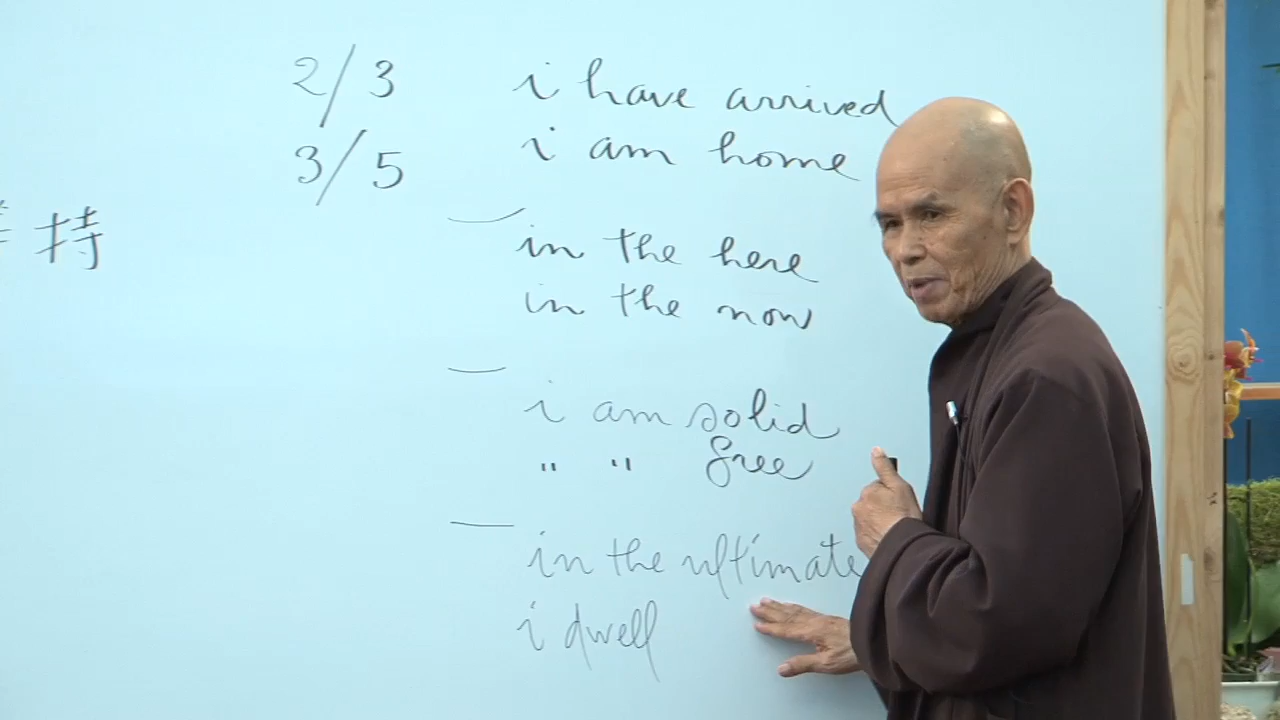 2/3 i have arrived
3/5 i am home
持
in the here
in the now
i am solid
" " free
in the ultimate
i dwell